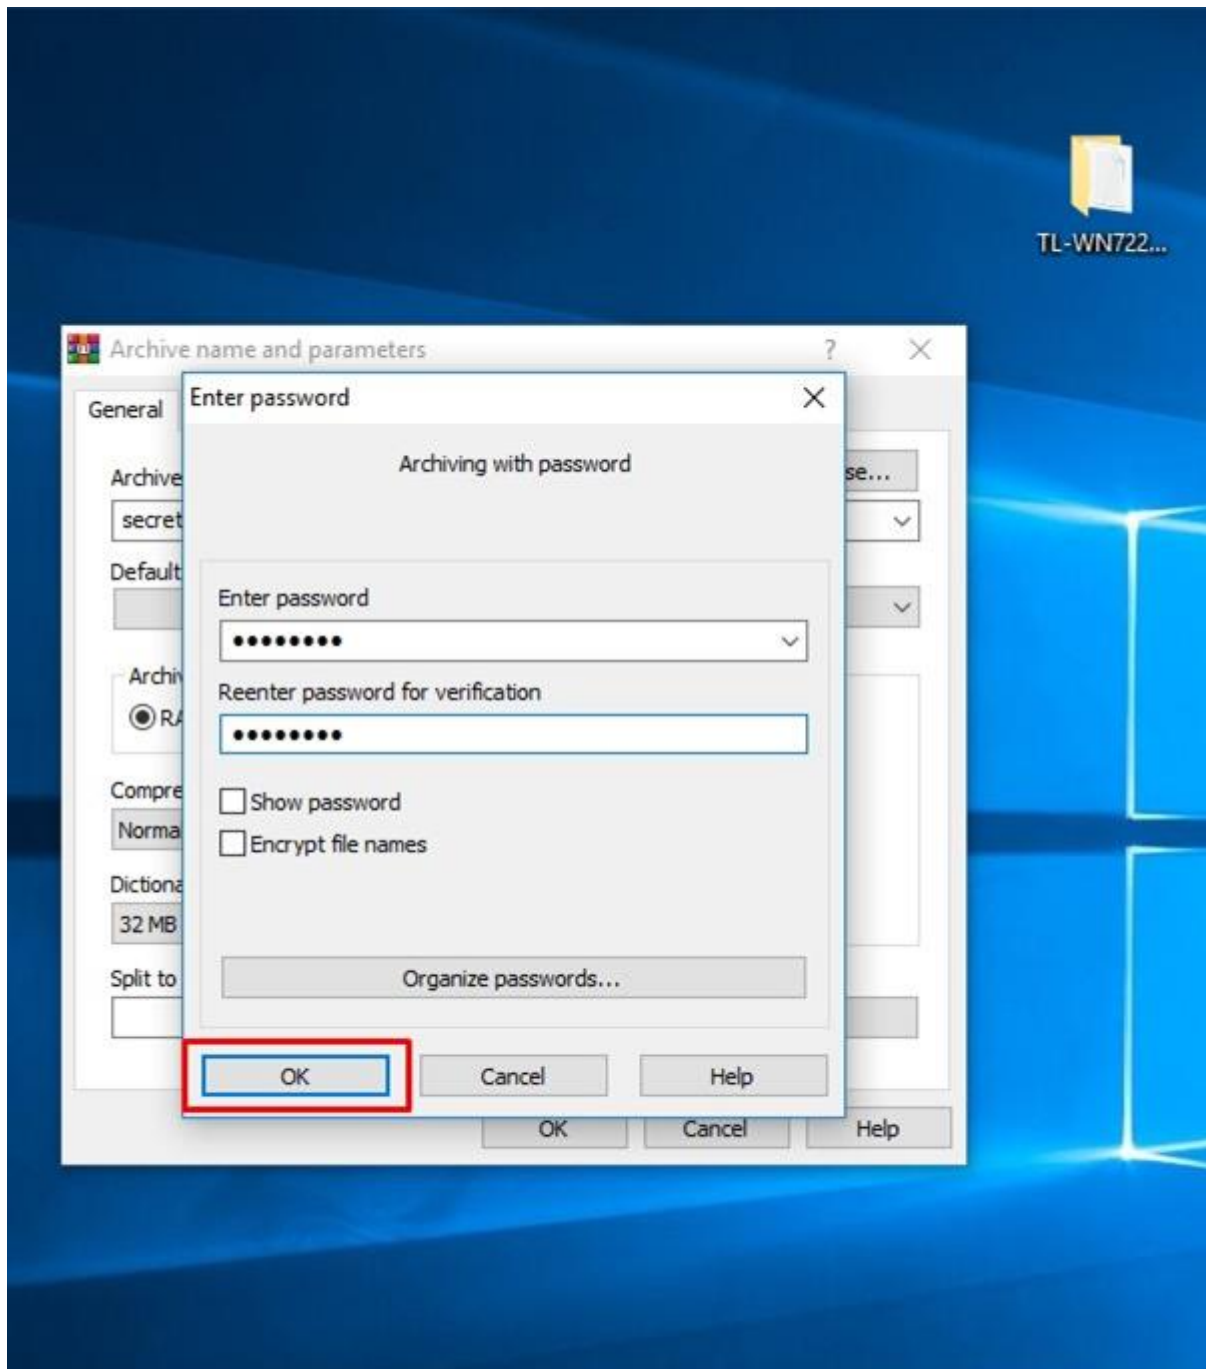 TL-WN722...
Archive name and parameters ?
General
Enter password
Archiving with password
Archive
se...
secret
Default
Enter password
••••••••
Archiv
Reenter password for verification
RA
••••••••
Compre
Show password
Norma
Encrypt file names
Dictiona
32 MB
Split to
Organize passwords...
OK Cancel Help
OK Cancel Help